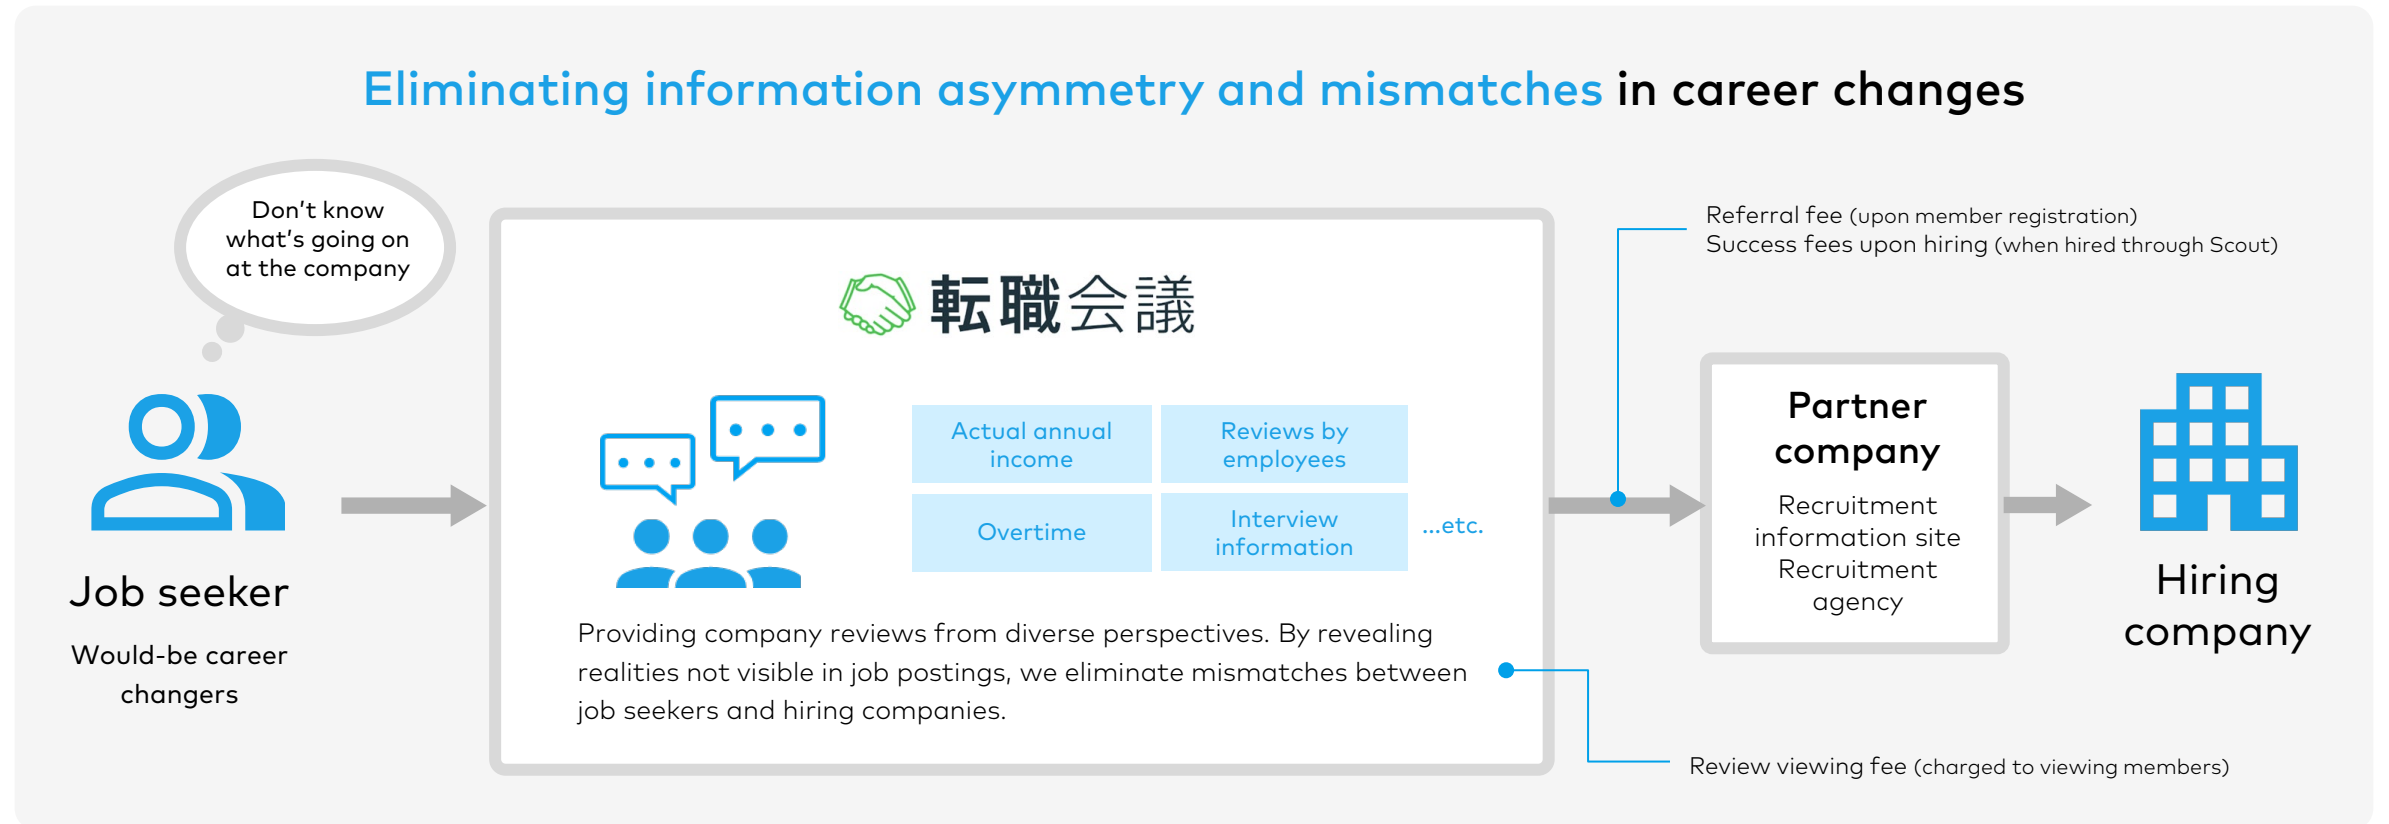 Eliminating information asymmetry and mismatches in career changes
Don't know
what's going on
at the company
Job seeker
Would-be career
changers
転職会議
Actual annual
income
Reviews by
employees
Overtime
Interview
information
...etc.
Providing company reviews from diverse perspectives. By revealing
realities not visible in job postings, we eliminate mismatches between
job seekers and hiring companies.
Referral fee (upon member registration)
Success fees upon hiring (when hired through Scout)
Partner
company
Recruitment
information site
Recruitment
agency
Hiring
company
Review viewing fee (charged to viewing members)